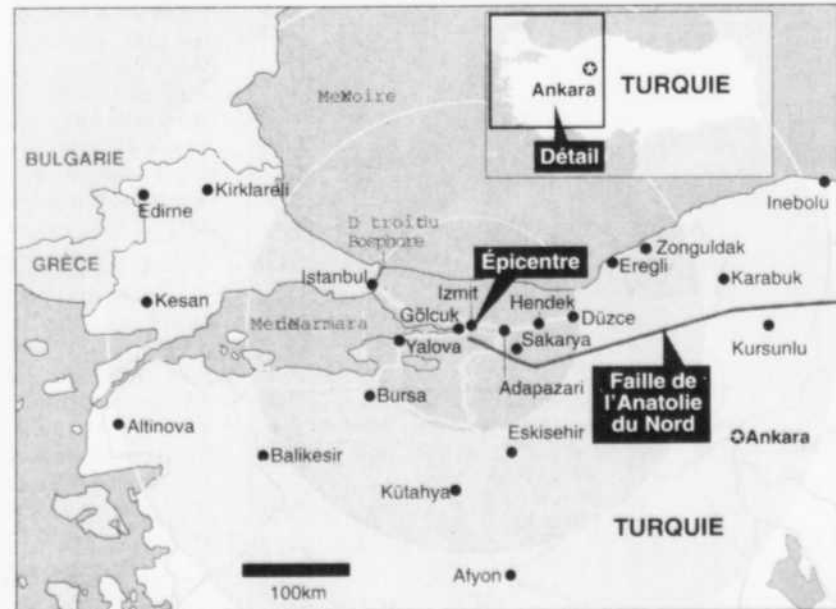 Ankara
TURQUIE
Détail
BULGARIE
Kirklareli
Edirne
Inebolu
Zonguldak
Eregli
GRÈCE
Épicentre
Istanbul
Izmit
Hendek
Karabuk
Kesan
Gölcuk
Düzce
Yalova
Sakarya
Kursunlu
Adapazari
Faille de
l'Anatolie
du Nord
Bursa
Altinova
Ankara
Eskisehir
Balikesir
Kütahya
TURQUIE
100km
Afyon